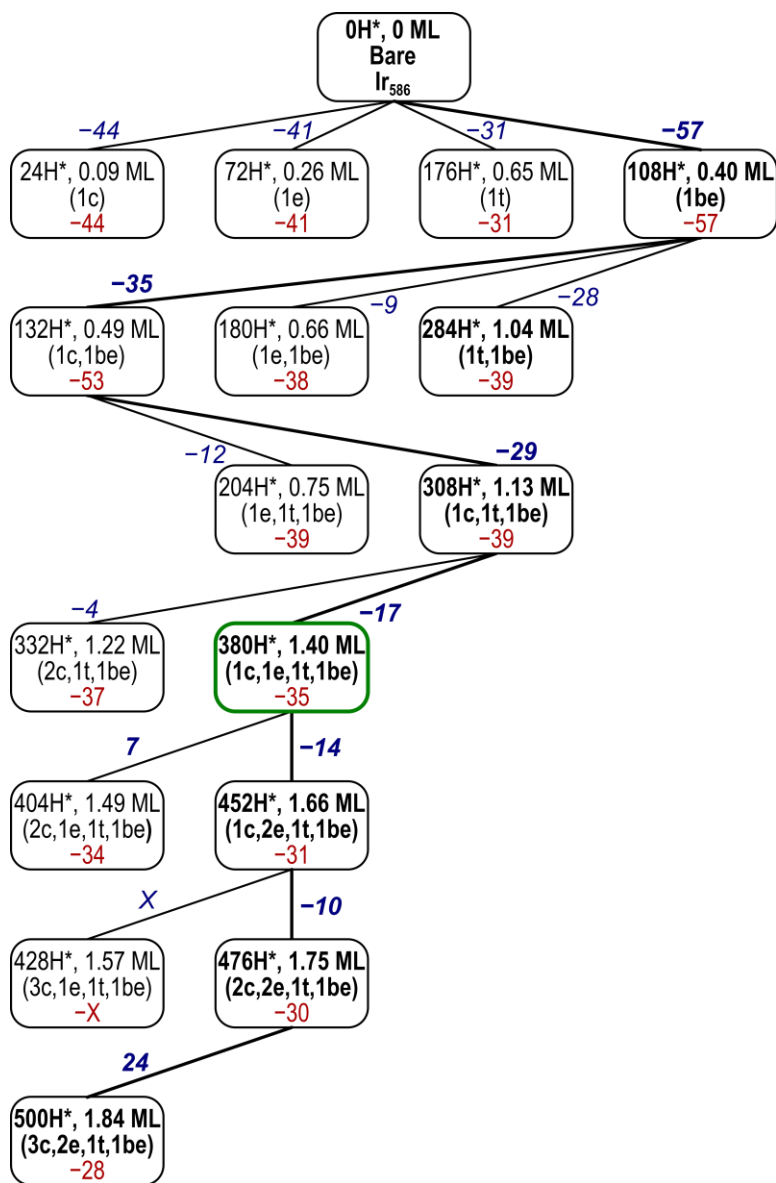 0H*, 0 ML
Bare
Ir₅₈₆
−44
−41
−31
−57
24H*, 0.09 ML
(1c)
−44
72H*, 0.26 ML
(1e)
−41
176H*, 0.65 ML
(1t)
−31
108H*, 0.40 ML
(1be)
−57
−35
−9
−28
132H*, 0.49 ML
(1c,1be)
−53
180H*, 0.66 ML
(1e,1be)
−38
284H*, 1.04 ML
(1t,1be)
−39
−12
−29
204H*, 0.75 ML
(1e,1t,1be)
−39
308H*, 1.13 ML
(1c,1t,1be)
−39
−4
−17
332H*, 1.22 ML
(2c,1t,1be)
−37
380H*, 1.40 ML
(1c,1e,1t,1be)
−35
7
−14
404H*, 1.49 ML
(2c,1e,1t,1be)
−34
452H*, 1.66 ML
(1c,2e,1t,1be)
−31
X
−10
428H*, 1.57 ML
(3c,1e,1t,1be)
−X
476H*, 1.75 ML
(2c,2e,1t,1be)
−30
24
500H*, 1.84 ML
(3c,2e,1t,1be)
−28